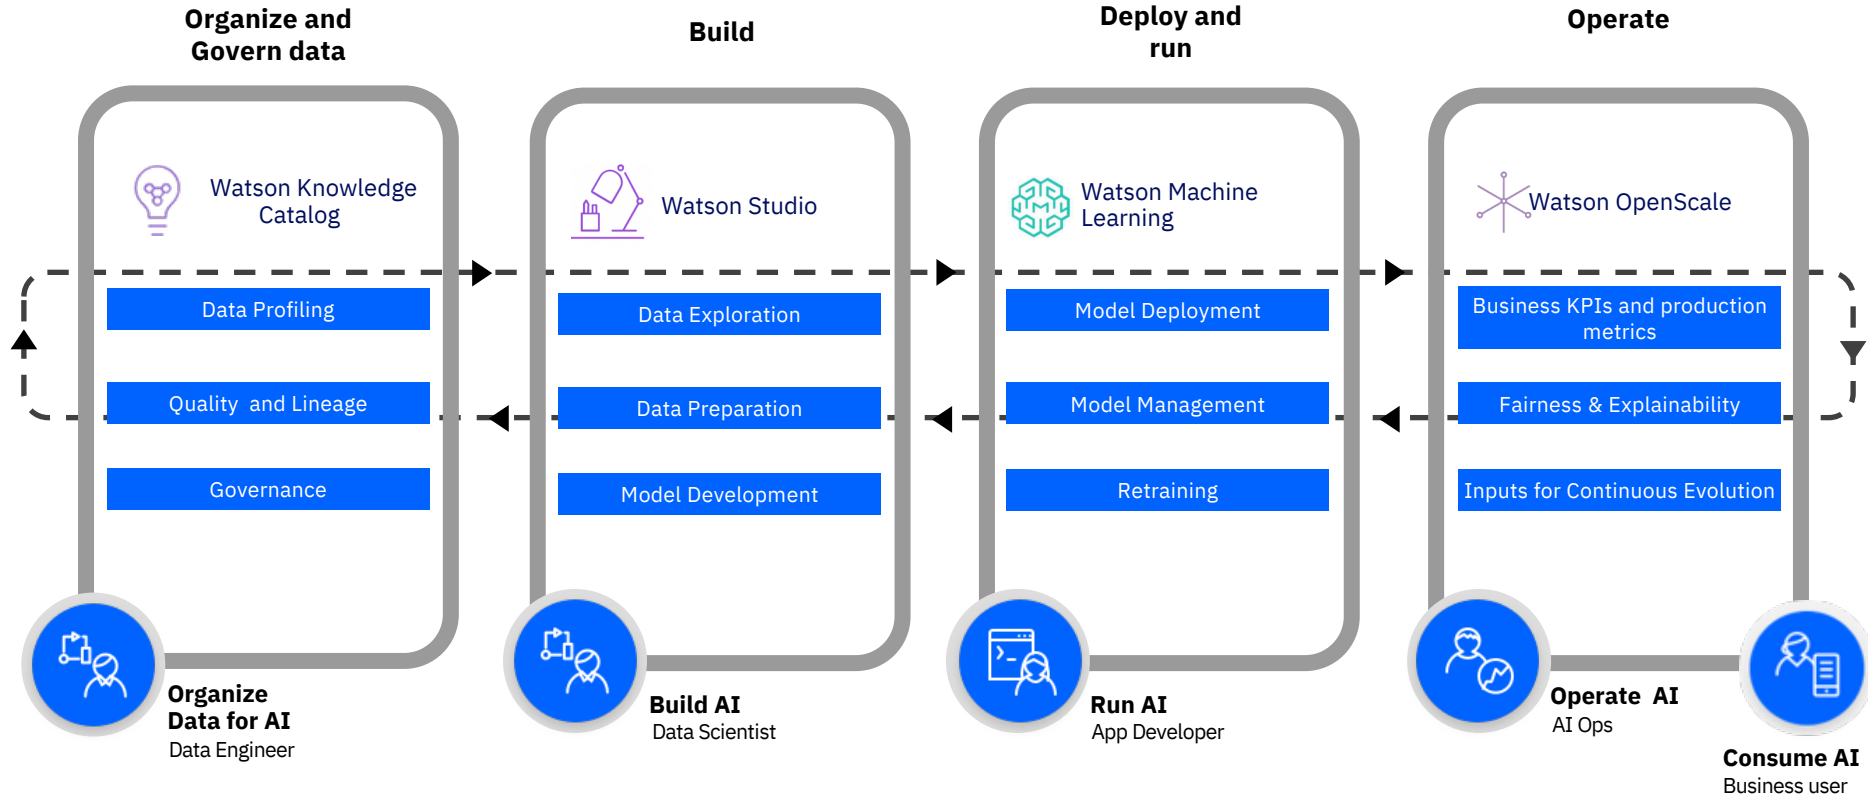 Organize and
Govern data
Build
Deploy and
run
Operate
Watson Knowledge
Catalog
Watson Studio
Watson Machine
Learning
Watson OpenScale
Data Profiling
Quality and Lineage
Governance
Data Exploration
Data Preparation
Model Development
Model Deployment
Model Management
Retraining
Business KPIs and production
metrics
Fairness & Explainability
Inputs for Continuous Evolution
Organize
Data for AI
Data Engineer
Build AI
Data Scientist
Run AI
App Developer
Operate AI
AI Ops
Consume AI
Business user